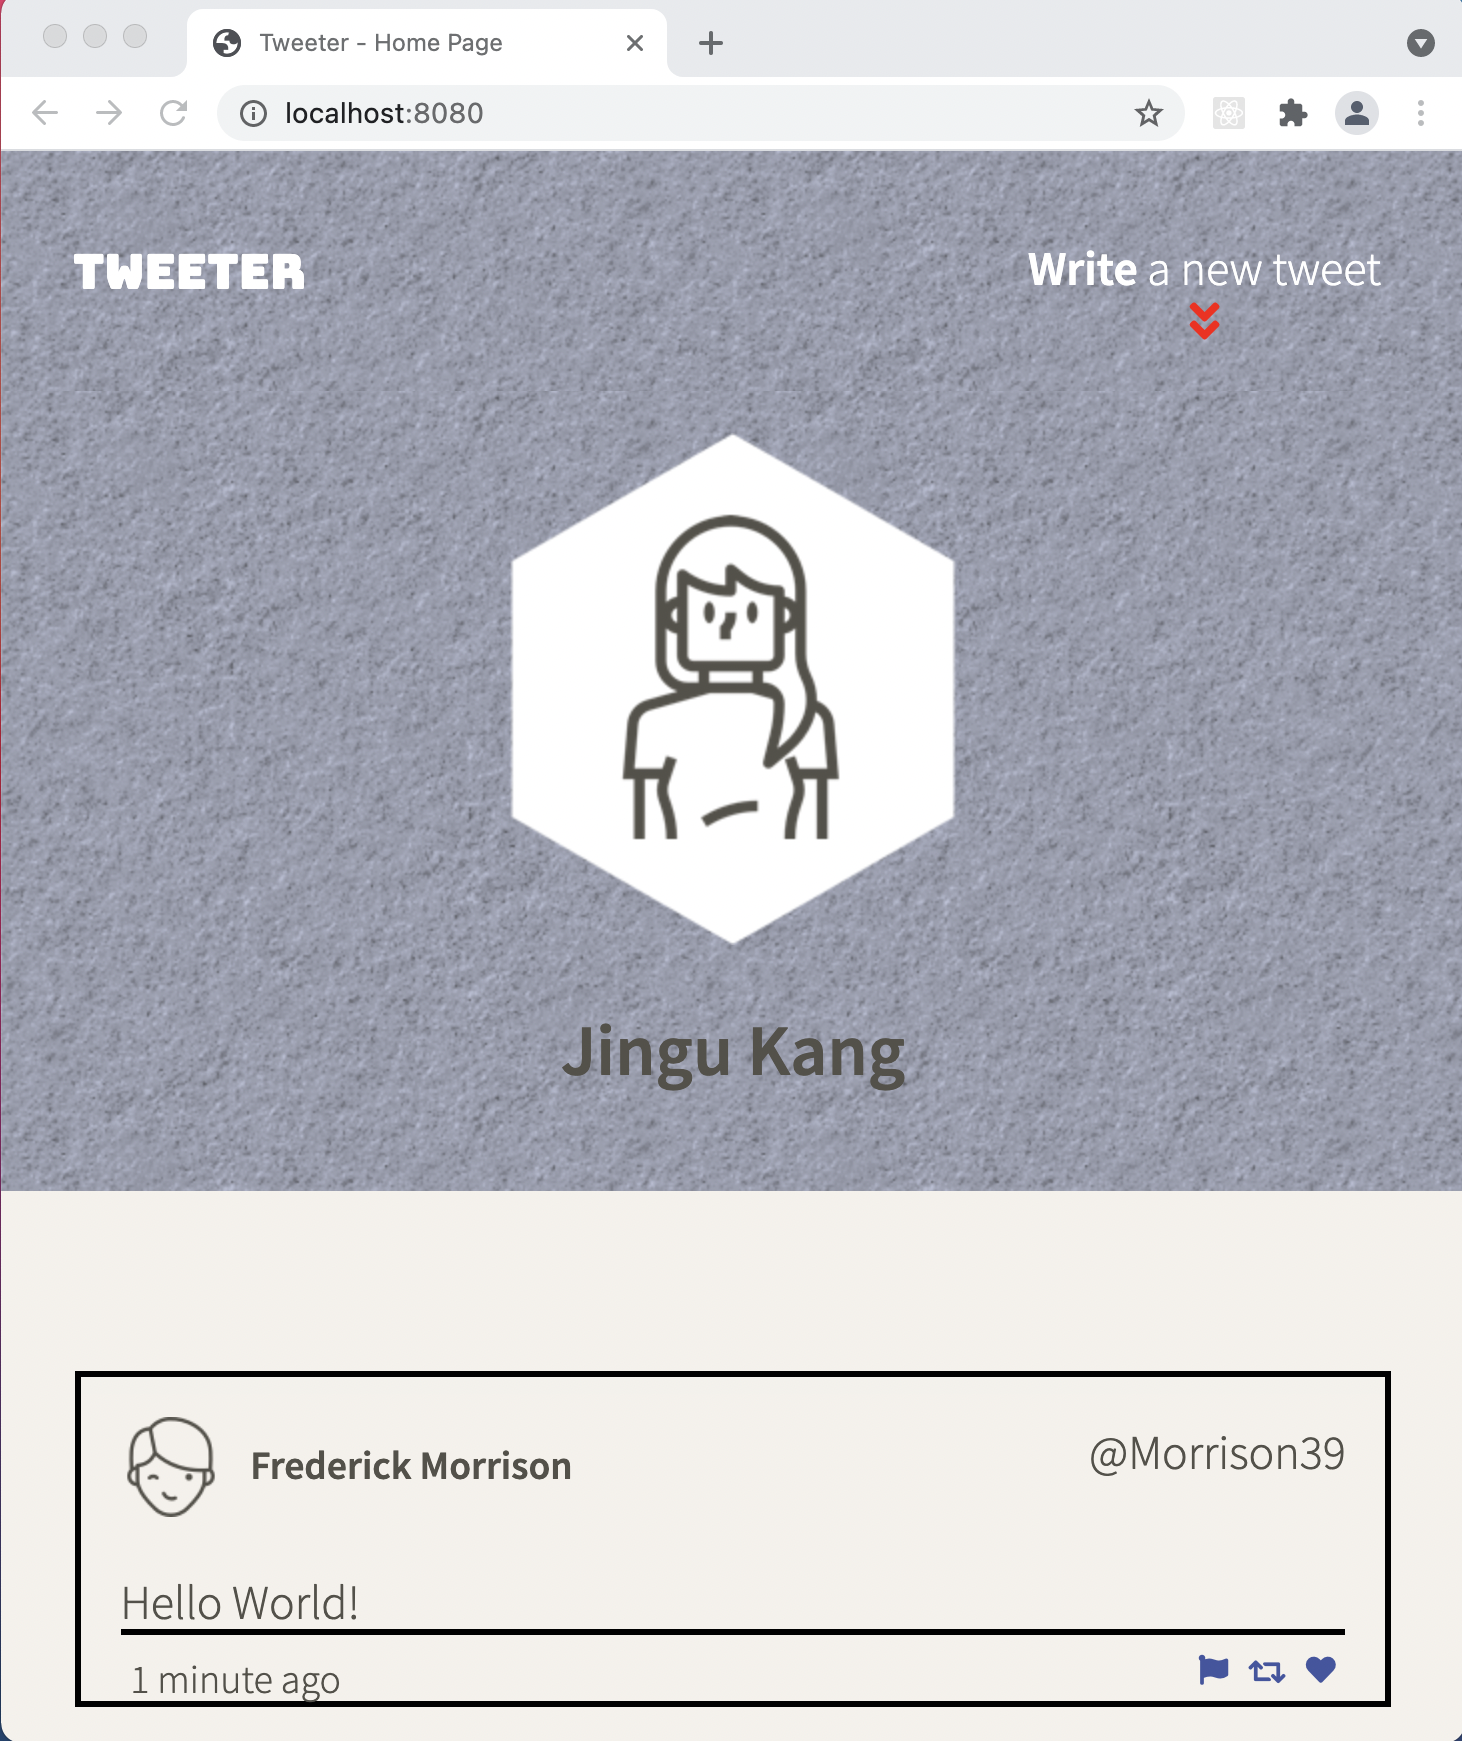 Tweeter - Home Page
localhost:8080
TWEETER
Write a new tweet
Jingu Kang
Frederick Morrison
@Morrison39
Hello World!
1 minute ago